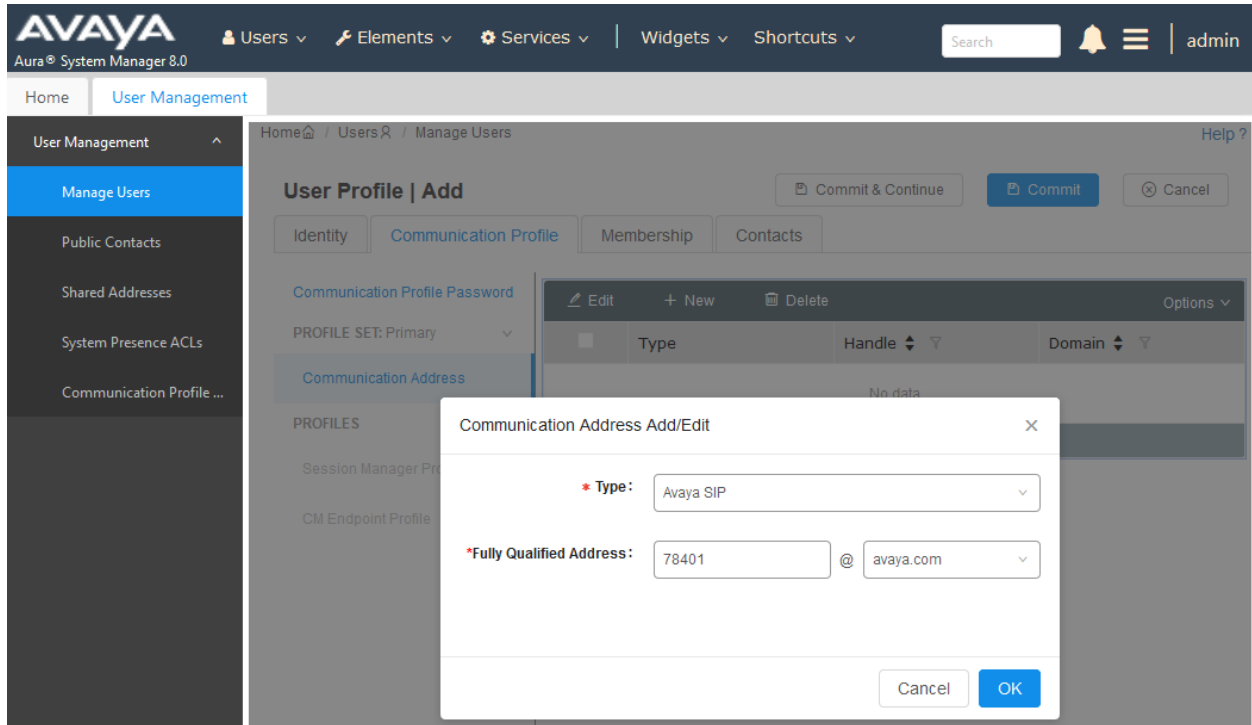 AVAYA
Aura® System Manager 8.0
Users Elements Services Widgets Shortcuts Search admin
Home User Management
User Management
Manage Users
Public Contacts
Shared Addresses
System Presence ACLs
Communication Profile ...
Home / Users / Manage Users Help ?
User Profile | Add Commit & Continue Commit Cancel
Identity Communication Profile Membership Contacts
Communication Profile Password
PROFILE SET: Primary
Communication Address
PROFILES
Session Manager Pro
CM Endpoint Profile
Edit + New Delete Options
Type Handle Domain
No data
Communication Address Add/Edit
* Type: Avaya SIP
*Fully Qualified Address: 78401 @ avaya.com
Cancel OK